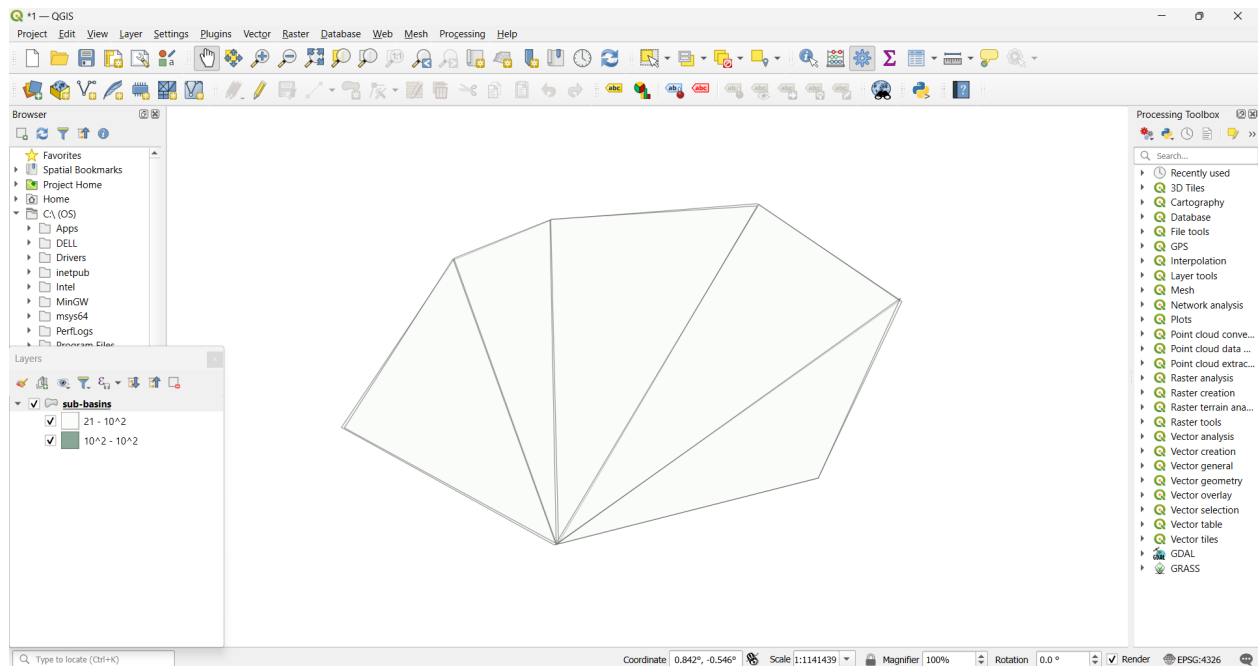 *1 — QGIS
Project Edit View Layer Settings Plugins Vector Raster Database Web Mesh Processing Help
abc abc abc
Browser
Favorites
Spatial Bookmarks
Project Home
Home
C:\ (OS)
Apps
DELL
Drivers
inetpub
Intel
MinGW
msys64
PerfLogs
Program Files
Layers
sub-basins
21 - 10^2
10^2 - 10^2
Processing Toolbox
Search...
Recently used
3D Tiles
Cartography
Database
File tools
GPS
Interpolation
Layer tools
Mesh
Network analysis
Plots
Point cloud conve...
Point cloud data ...
Point cloud extrac...
Raster analysis
Raster creation
Raster terrain ana...
Raster tools
Vector analysis
Vector creation
Vector general
Vector geometry
Vector overlay
Vector selection
Vector table
Vector tiles
GDAL
GRASS
Type to locate (Ctrl+K) Coordinate 0.842°, -0.546° Scale 1:1141439 Magnifier 100% Rotation 0.0 ° Render EPSG:4326